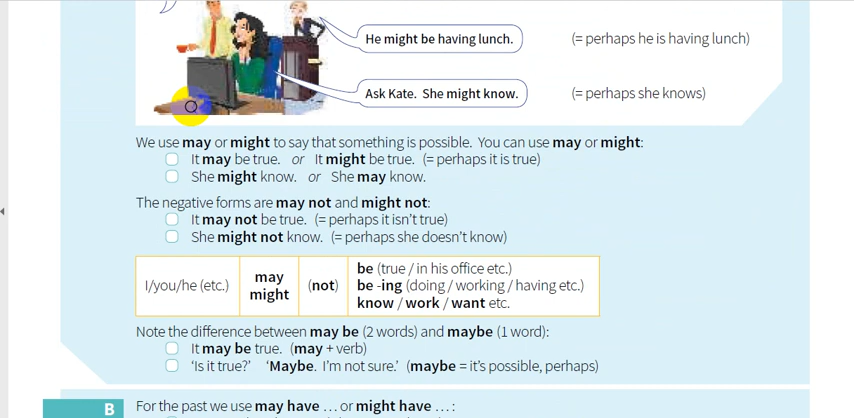 He might be having lunch. (= perhaps he is having lunch)
Ask Kate. She might know. (= perhaps she knows)
We use may or might to say that something is possible. You can use may or might:
It may be true. or It might be true. (= perhaps it is true)
She might know. or She may know.
The negative forms are may not and might not:
It may not be true. (= perhaps it isn't true)
She might not know. (= perhaps she doesn't know)
I/you/he (etc.) may might (not) be (true / in his office etc.)
be -ing (doing / working / having etc.)
know / work / want etc.
Note the difference between may be (2 words) and maybe (1 word):
It may be true. (may + verb)
‘Is it true?’ ‘Maybe. I'm not sure.’ (maybe = it's possible, perhaps)
B For the past we use may have … or might have … :